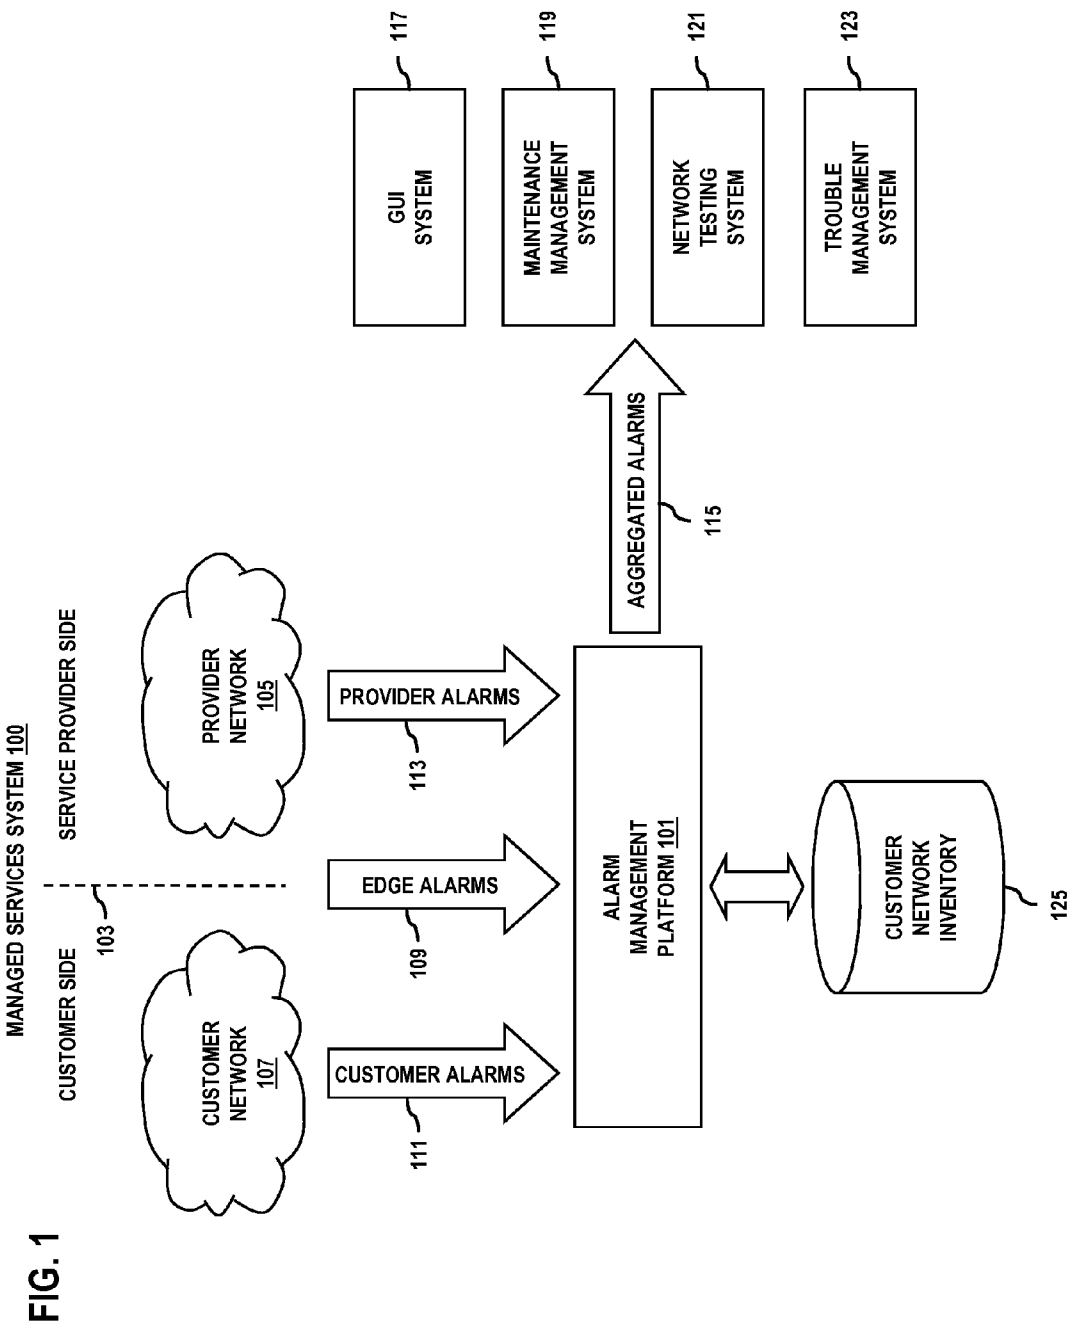 FIG. 1
MANAGED SERVICES SYSTEM 100
CUSTOMER SIDE
SERVICE PROVIDER SIDE
103
CUSTOMER
NETWORK
107
PROVIDER
NETWORK
105
CUSTOMER ALARMS
111
EDGE ALARMS
109
PROVIDER ALARMS
113
ALARM
MANAGEMENT
PLATFORM 101
AGGREGATED ALARMS
115
CUSTOMER
NETWORK
INVENTORY
125
GUI
SYSTEM
117
MAINTENANCE
MANAGEMENT
SYSTEM
119
NETWORK
TESTING
SYSTEM
121
TROUBLE
MANAGEMENT
SYSTEM
123